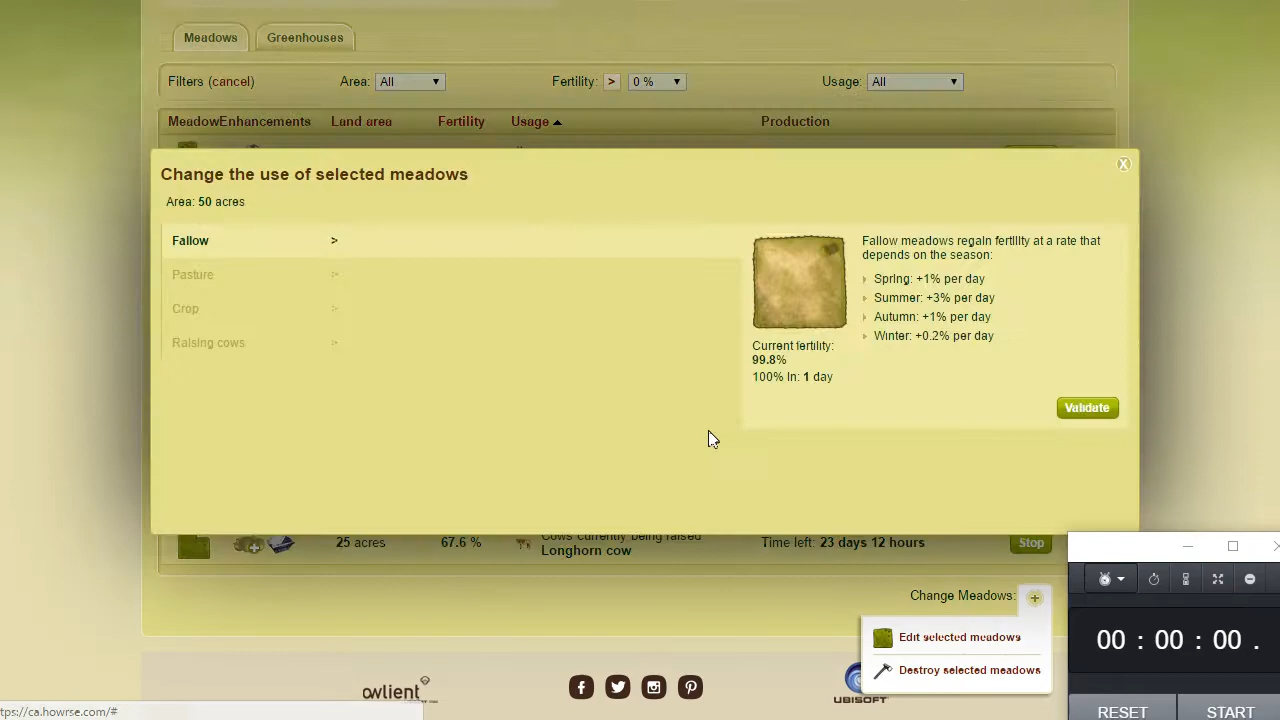 Meadows Greenhouses
Filters (cancel) Area: All Fertility: > 0 % Usage: All
Meadow Enhancements Land area Fertility Usage Production
Change the use of selected meadows X
Area: 50 acres
Fallow >
Pasture :-
Crop :-
Raising cows :-
Fallow meadows regain fertility at a rate that
depends on the season:
Spring: +1% per day
Summer: +3% per day
Autumn: +1% per day
Winter: +0.2% per day
Current fertility:
99.8%
100% In: 1 day
Validate
25 acres 67.6 % Cows currently being raised Time left: 23 days 12 hours Stop
Longhorn cow
Change Meadows: +
Edit selected meadows
Destroy selected meadows
owlient
UBISOFT
00 : 00 : 00 .
RESET START
tps://ca.howrse.com/#